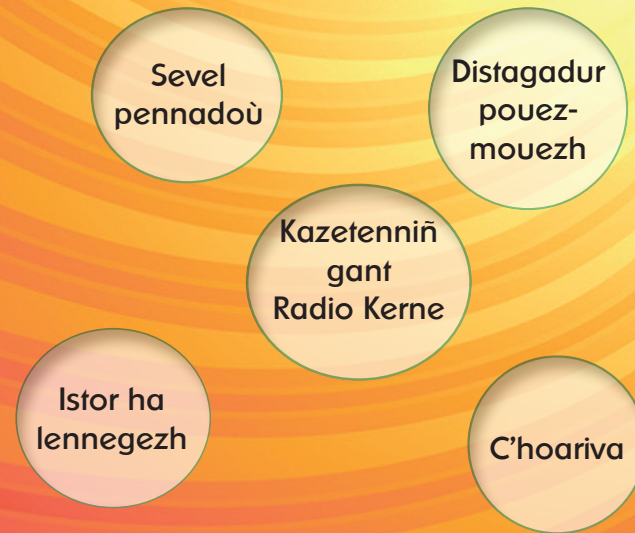 Sevel
pennadoù
Distagadur
pouez-
mouezh
Kazetenniñ
gant
Radio Kerne
Istor ha
lennegezh
C'hoariva